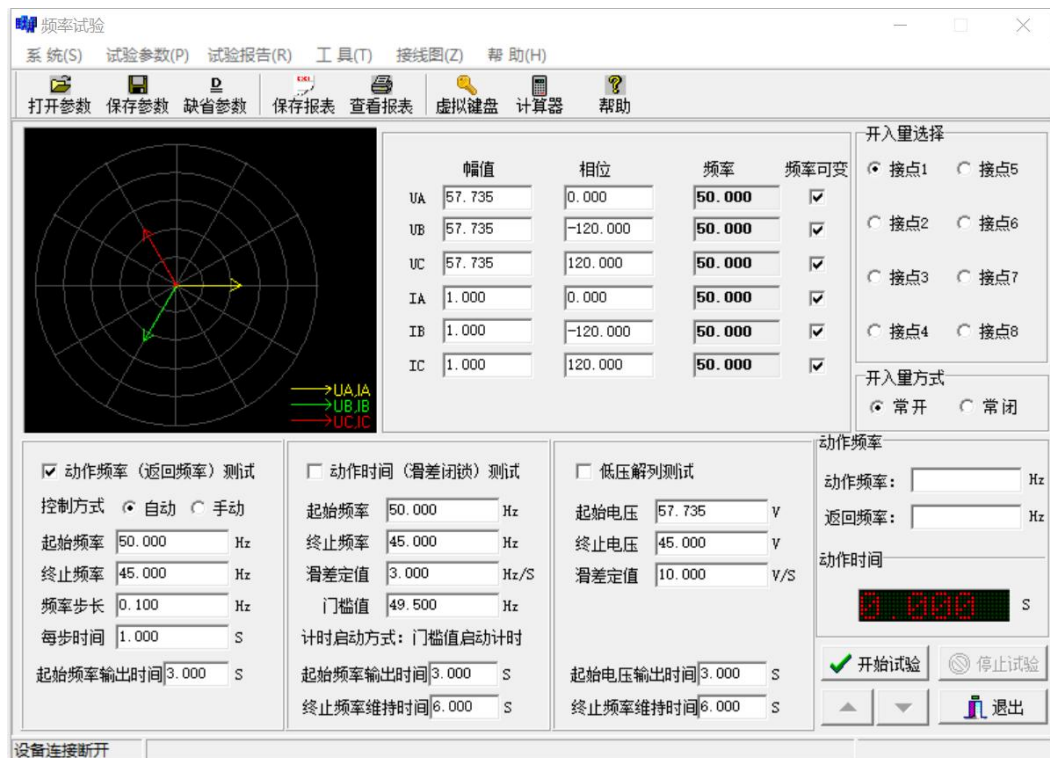 频率试验
系 统(S) 试验参数(P) 试验报告(R) 工 具(T) 接线图(Z) 帮 助(H)
打开参数 保存参数 缺省参数 保存报表 查看报表 虚拟键盘 计算器 帮助
幅值 相位 频率 频率可变
UA 57.735 0.000 50.000
UB 57.735 -120.000 50.000
UC 57.735 120.000 50.000
IA 1.000 0.000 50.000
IB 1.000 -120.000 50.000
IC 1.000 120.000 50.000
UA,IA
UB,IB
UC,IC
开入量选择
接点1 接点5
接点2 接点6
接点3 接点7
接点4 接点8
开入量方式
常开 常闭
动作频率(返回频率)测试
控制方式 自动 手动
起始频率 50.000 Hz
终止频率 45.000 Hz
频率步长 0.100 Hz
每步时间 1.000 S
起始频率输出时间 3.000 S
动作时间(滑差闭锁)测试
起始频率 50.000 Hz
终止频率 45.000 Hz
滑差定值 3.000 Hz/S
门槛值 49.500 Hz
计时启动方式:门槛值启动计时
起始频率输出时间 3.000 S
终止频率维持时间 6.000 S
低压解列测试
起始电压 57.735 V
终止电压 45.000 V
滑差定值 10.000 V/S
起始电压输出时间 3.000 S
终止频率维持时间 6.000 S
动作频率
动作频率: Hz
返回频率: Hz
动作时间
0.000 S
开始试验 停止试验
退出
设备连接断开